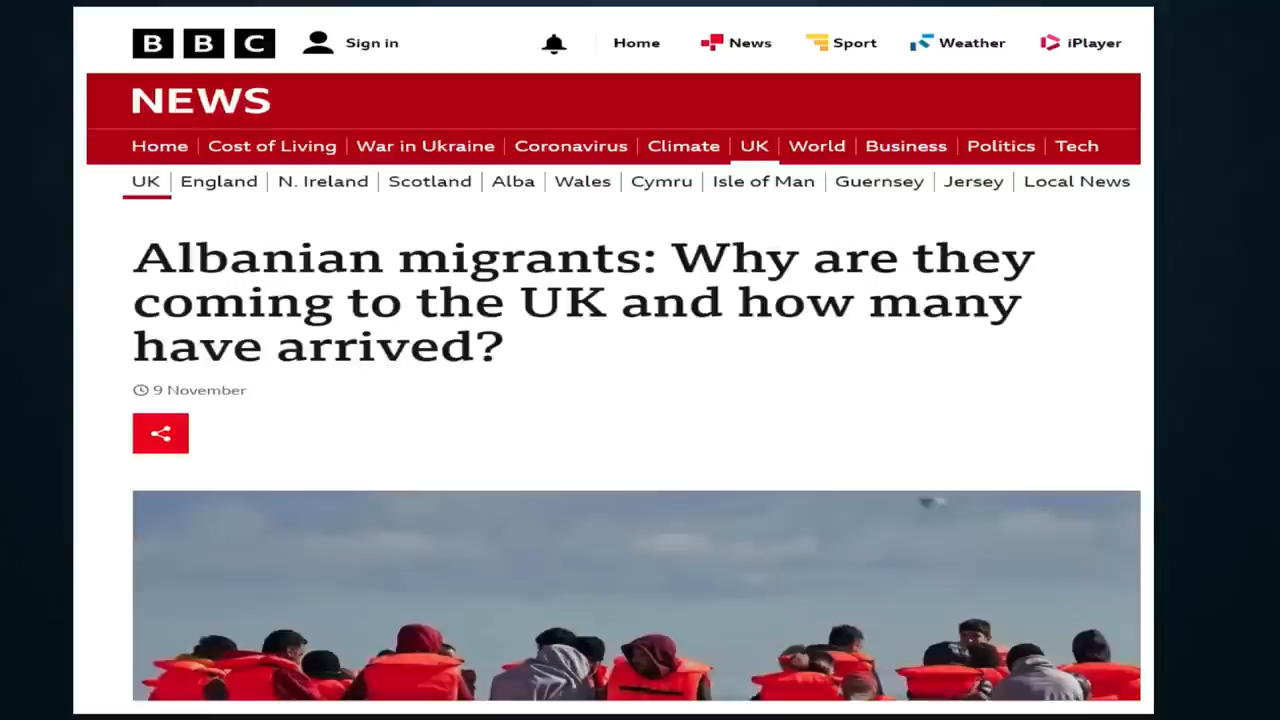 BBC Sign in Home News Sport Weather iPlayer
NEWS
Home Cost of Living War in Ukraine Coronavirus Climate UK World Business Politics Tech
UK England N. Ireland Scotland Alba Wales Cymru Isle of Man Guernsey Jersey Local News
Albanian migrants: Why are they
coming to the UK and how many
have arrived?
9 November